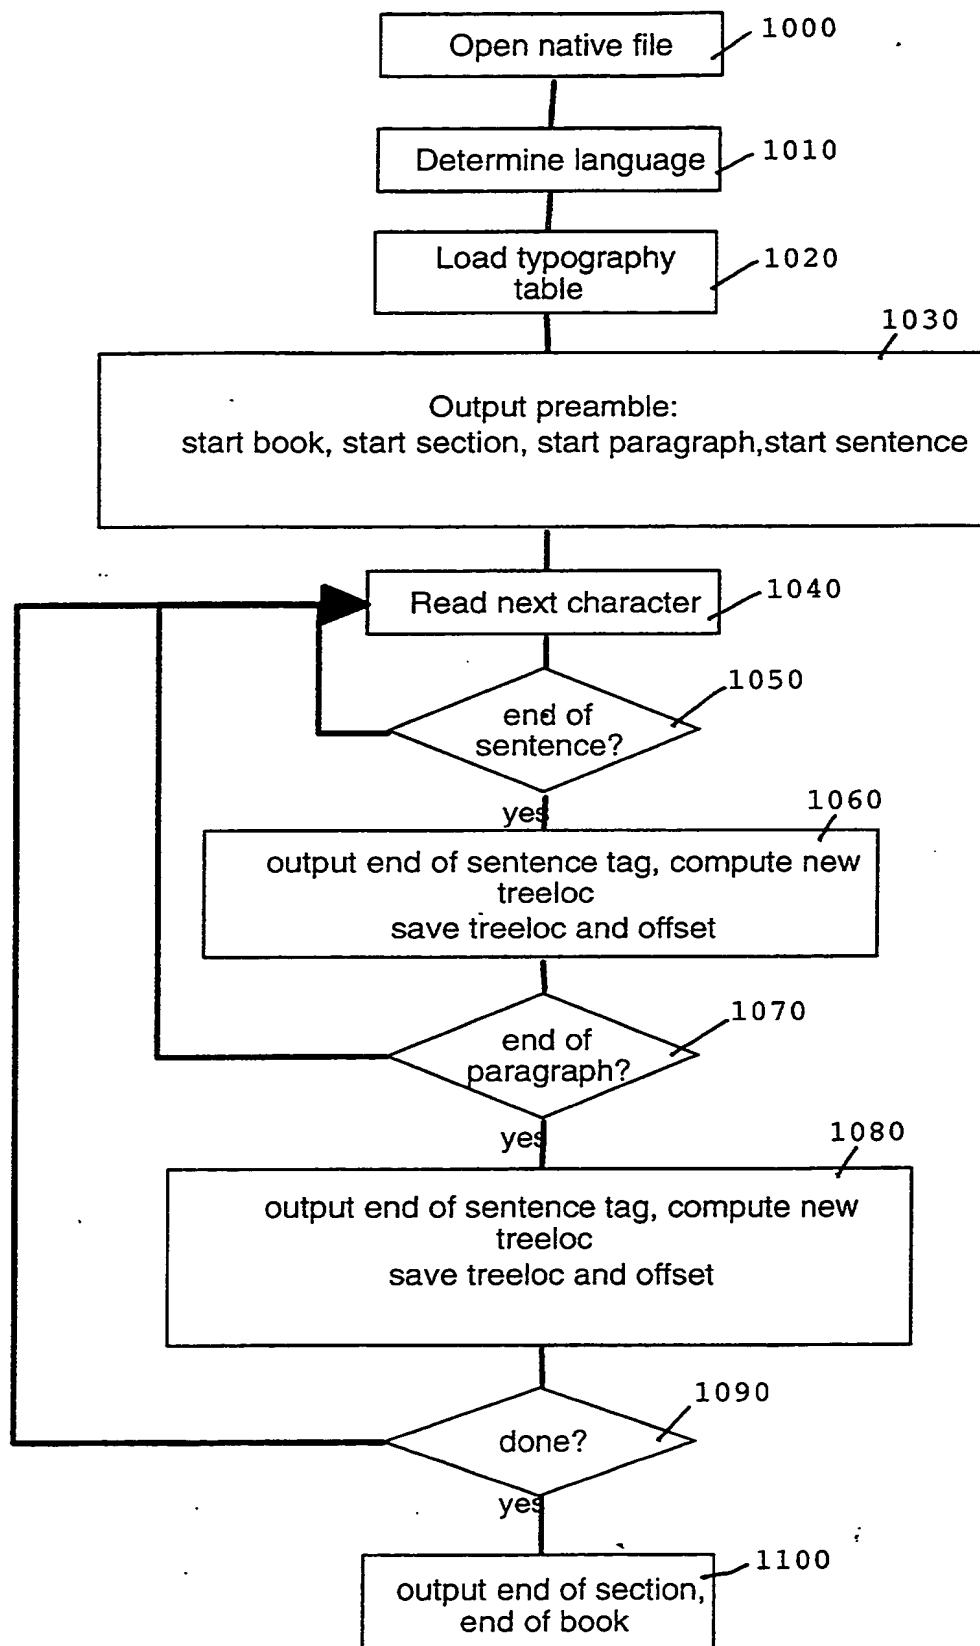 Open native file
1000
Determine language
1010
Load typography
table
1020
1030
Output preamble:
start book, start section, start paragraph,start sentence
Read next character
1040
end of
sentence?
1050
yes
1060
output end of sentence tag, compute new
treeloc
save treeloc and offset
end of
paragraph?
1070
yes
1080
output end of sentence tag, compute new
treeloc
save treeloc and offset
done?
1090
yes
1100
output end of section,
end of book